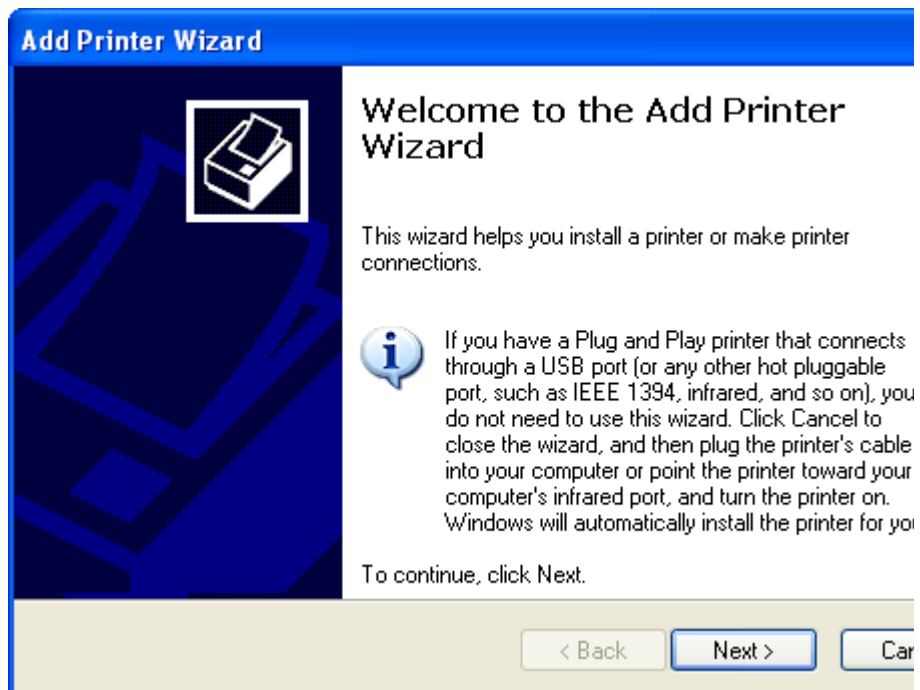 Add Printer Wizard
Welcome to the Add Printer
Wizard
This wizard helps you install a printer or make printer
connections.
If you have a Plug and Play printer that connects
through a USB port (or any other hot pluggable
port, such as IEEE 1394, infrared, and so on), you
do not need to use this wizard. Click Cancel to
close the wizard, and then plug the printer's cable
into your computer or point the printer toward your
computer's infrared port, and turn the printer on.
Windows will automatically install the printer for
To continue, click Next.
< Back
Next >